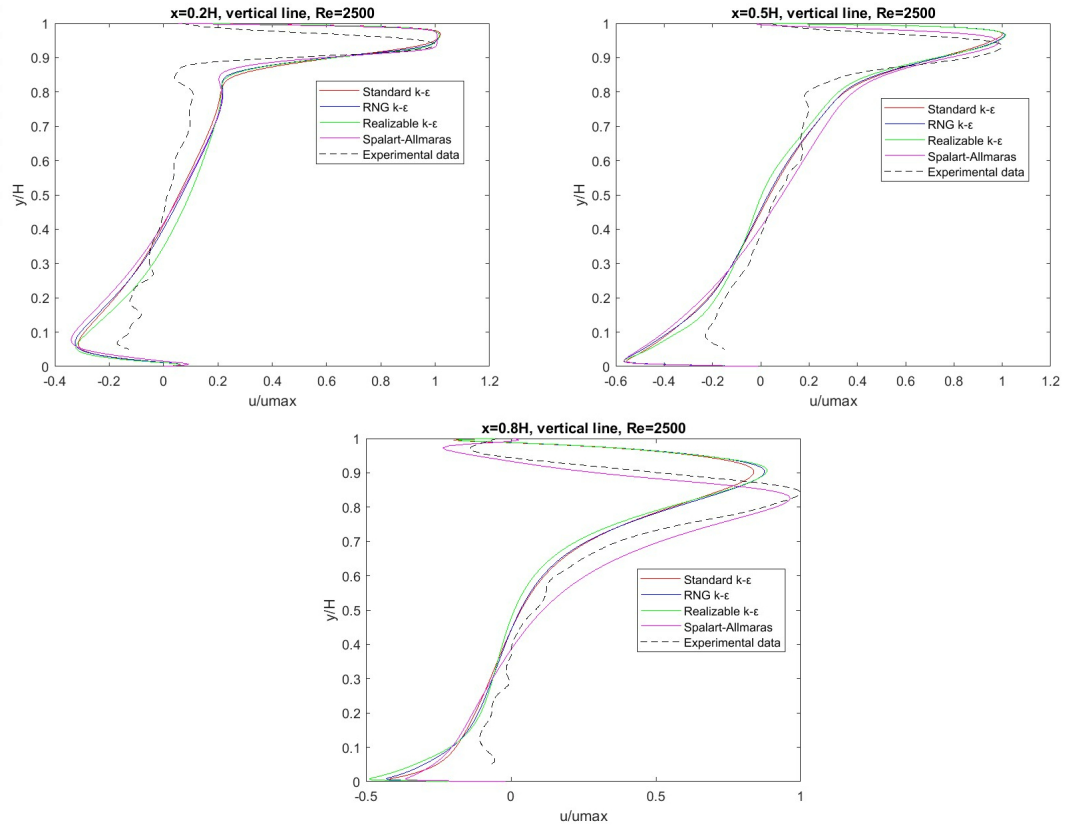 x=0.2H, vertical line, Re=2500
1
0.9
0.8
0.7
0.6
0.5
0.4
0.3
0.2
0.1
0
y/H
-0.4
-0.2
0
0.2
0.4
0.6
0.8
1
1.2
u/umax
Standard k-ε
RNG k-ε
Realizable k-ε
Spalart-Allmaras
Experimental data
x=0.5H, vertical line, Re=2500
1
0.9
0.8
0.7
0.6
0.5
0.4
0.3
0.2
0.1
0
y/H
-0.6
-0.4
-0.2
0
0.2
0.4
0.6
0.8
1
1.2
u/umax
Standard k-ε
RNG k-ε
Realizable k-ε
Spalart-Allmaras
Experimental data
x=0.8H, vertical line, Re=2500
1
0.9
0.8
0.7
0.6
0.5
0.4
0.3
0.2
0.1
0
y/H
-0.5
0
0.5
1
u/umax
Standard k-ε
RNG k-ε
Realizable k-ε
Spalart-Allmaras
Experimental data